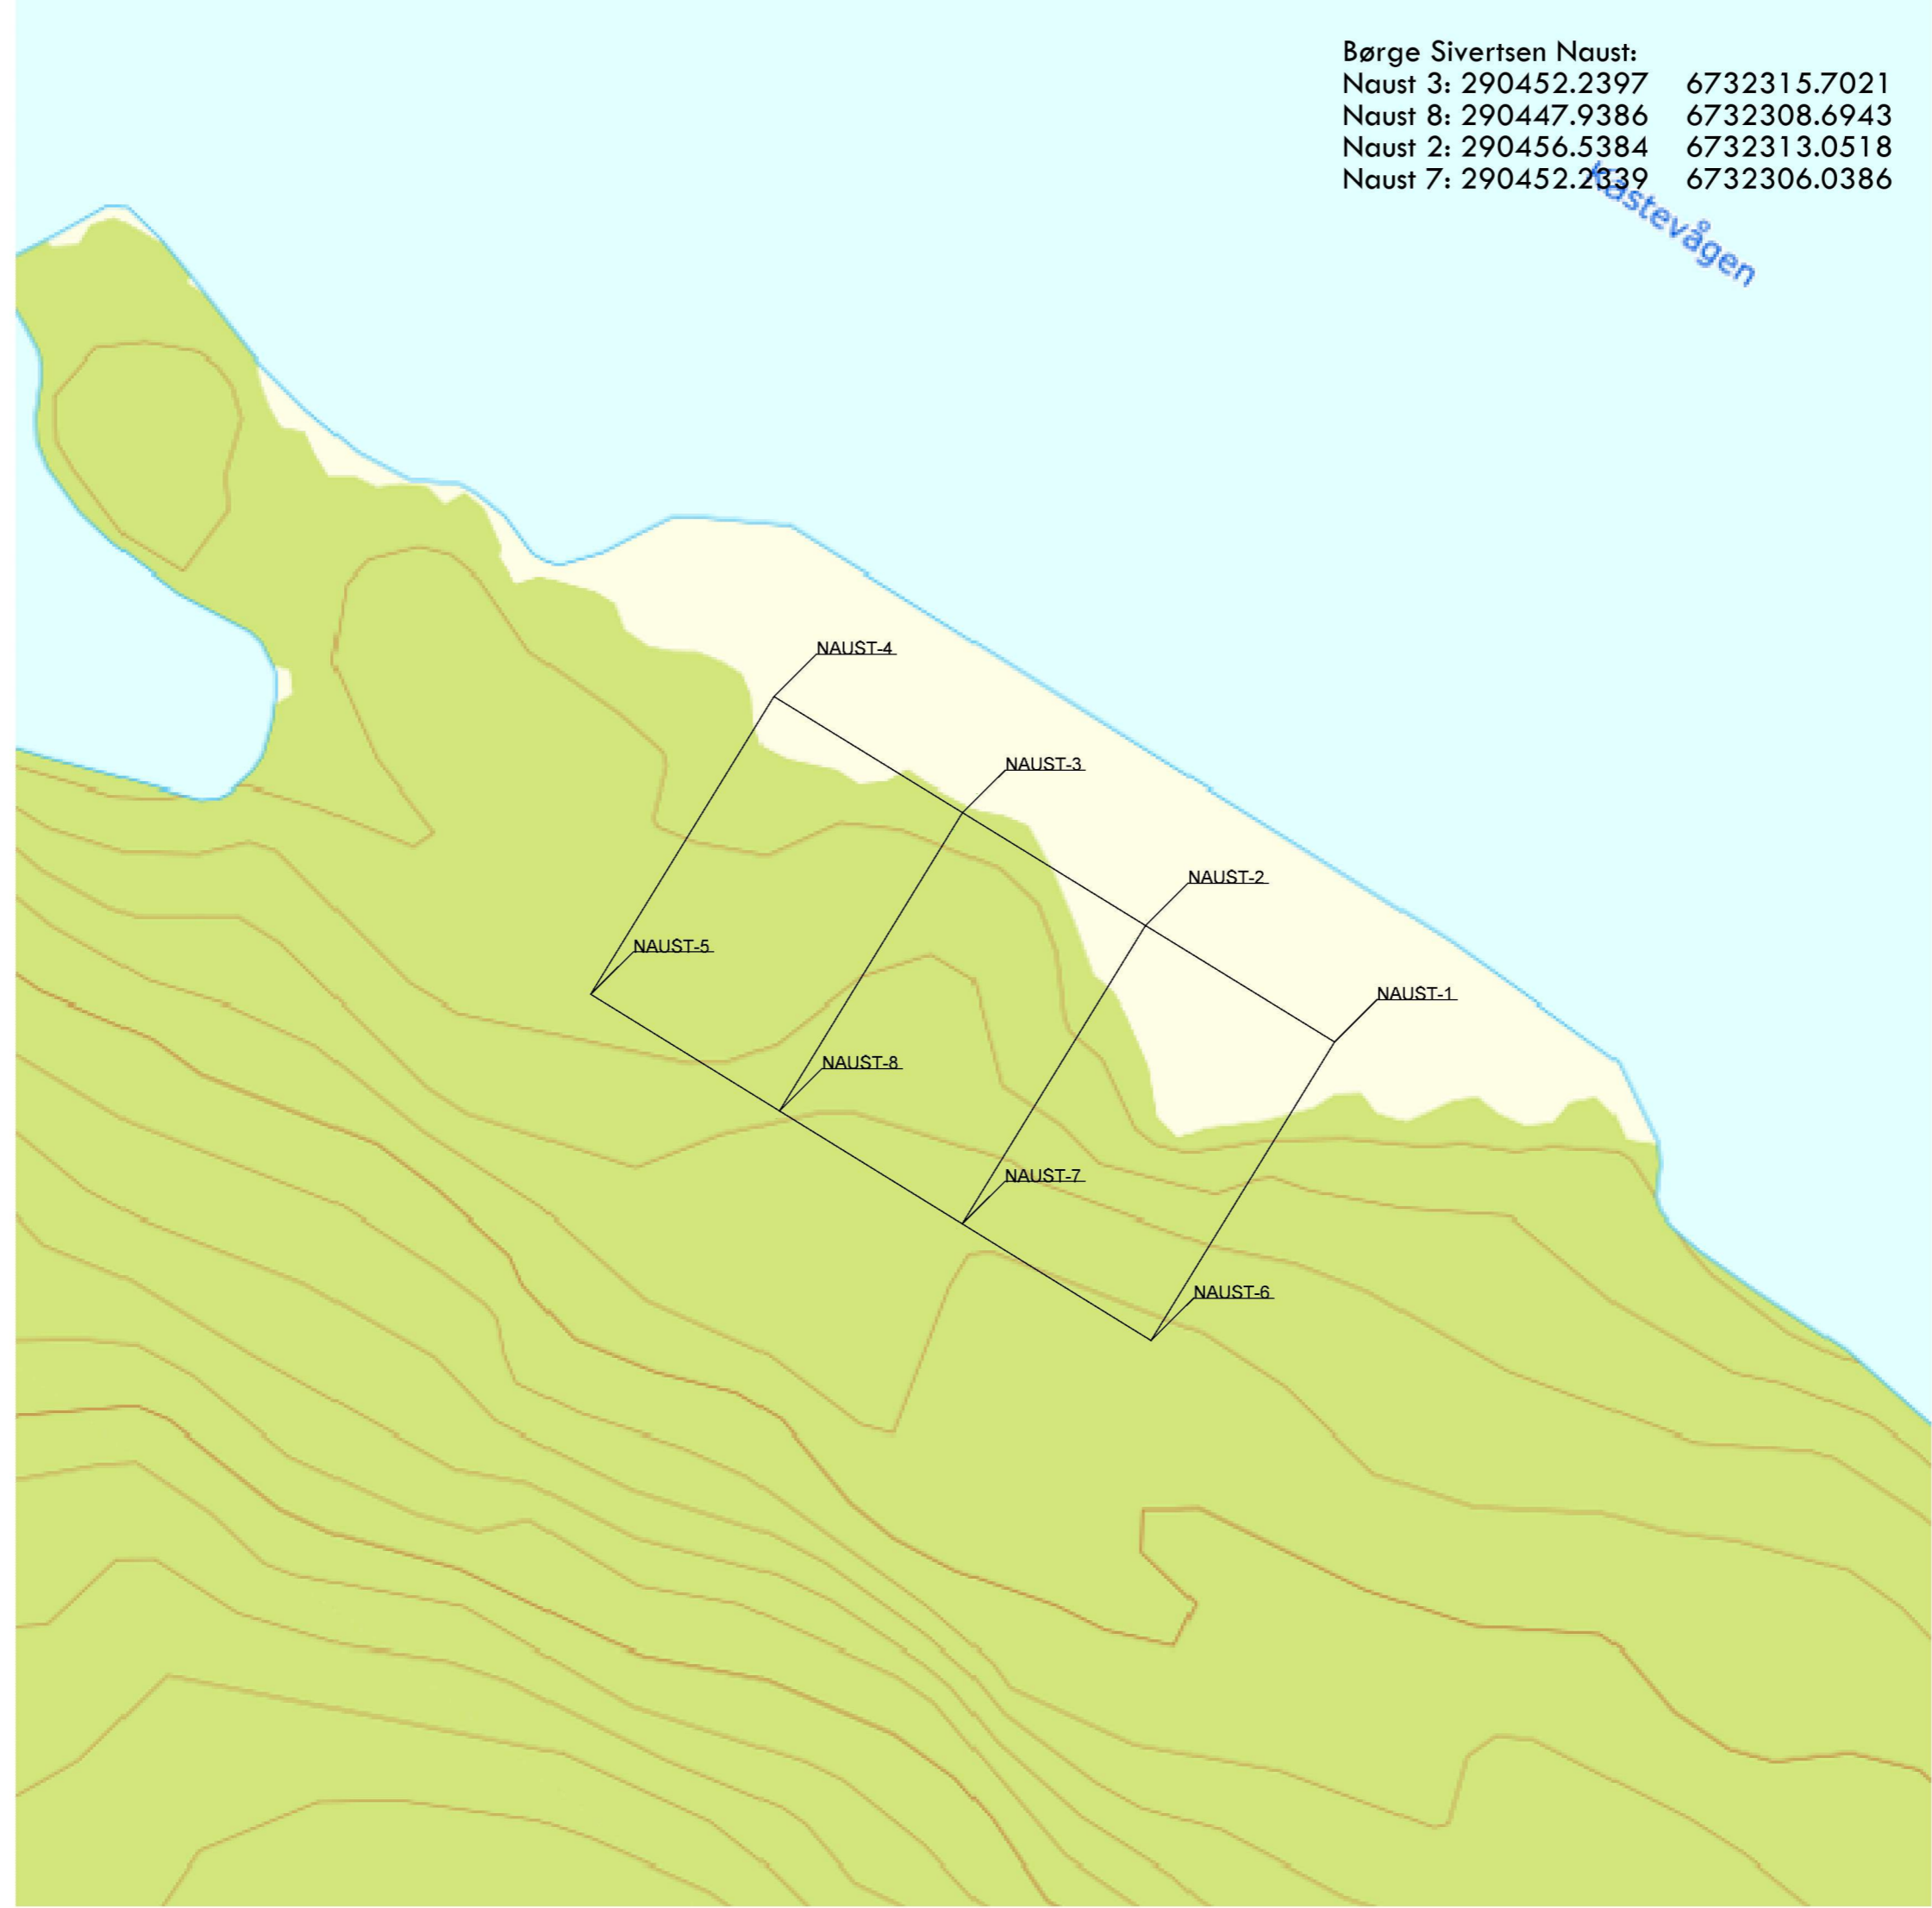 Børge Sivertsen Naust:
Naust 3: 290452.2397 6732315.7021
Naust 8: 290447.9386 6732308.6943
Naust 2: 290456.5384 6732313.0518
Naust 7: 290452.2339 6732306.0386
Kåstevågen
NAUST-4
NAUST-3
NAUST-2
NAUST-5
NAUST-1
NAUST-8
NAUST-7
NAUST-6